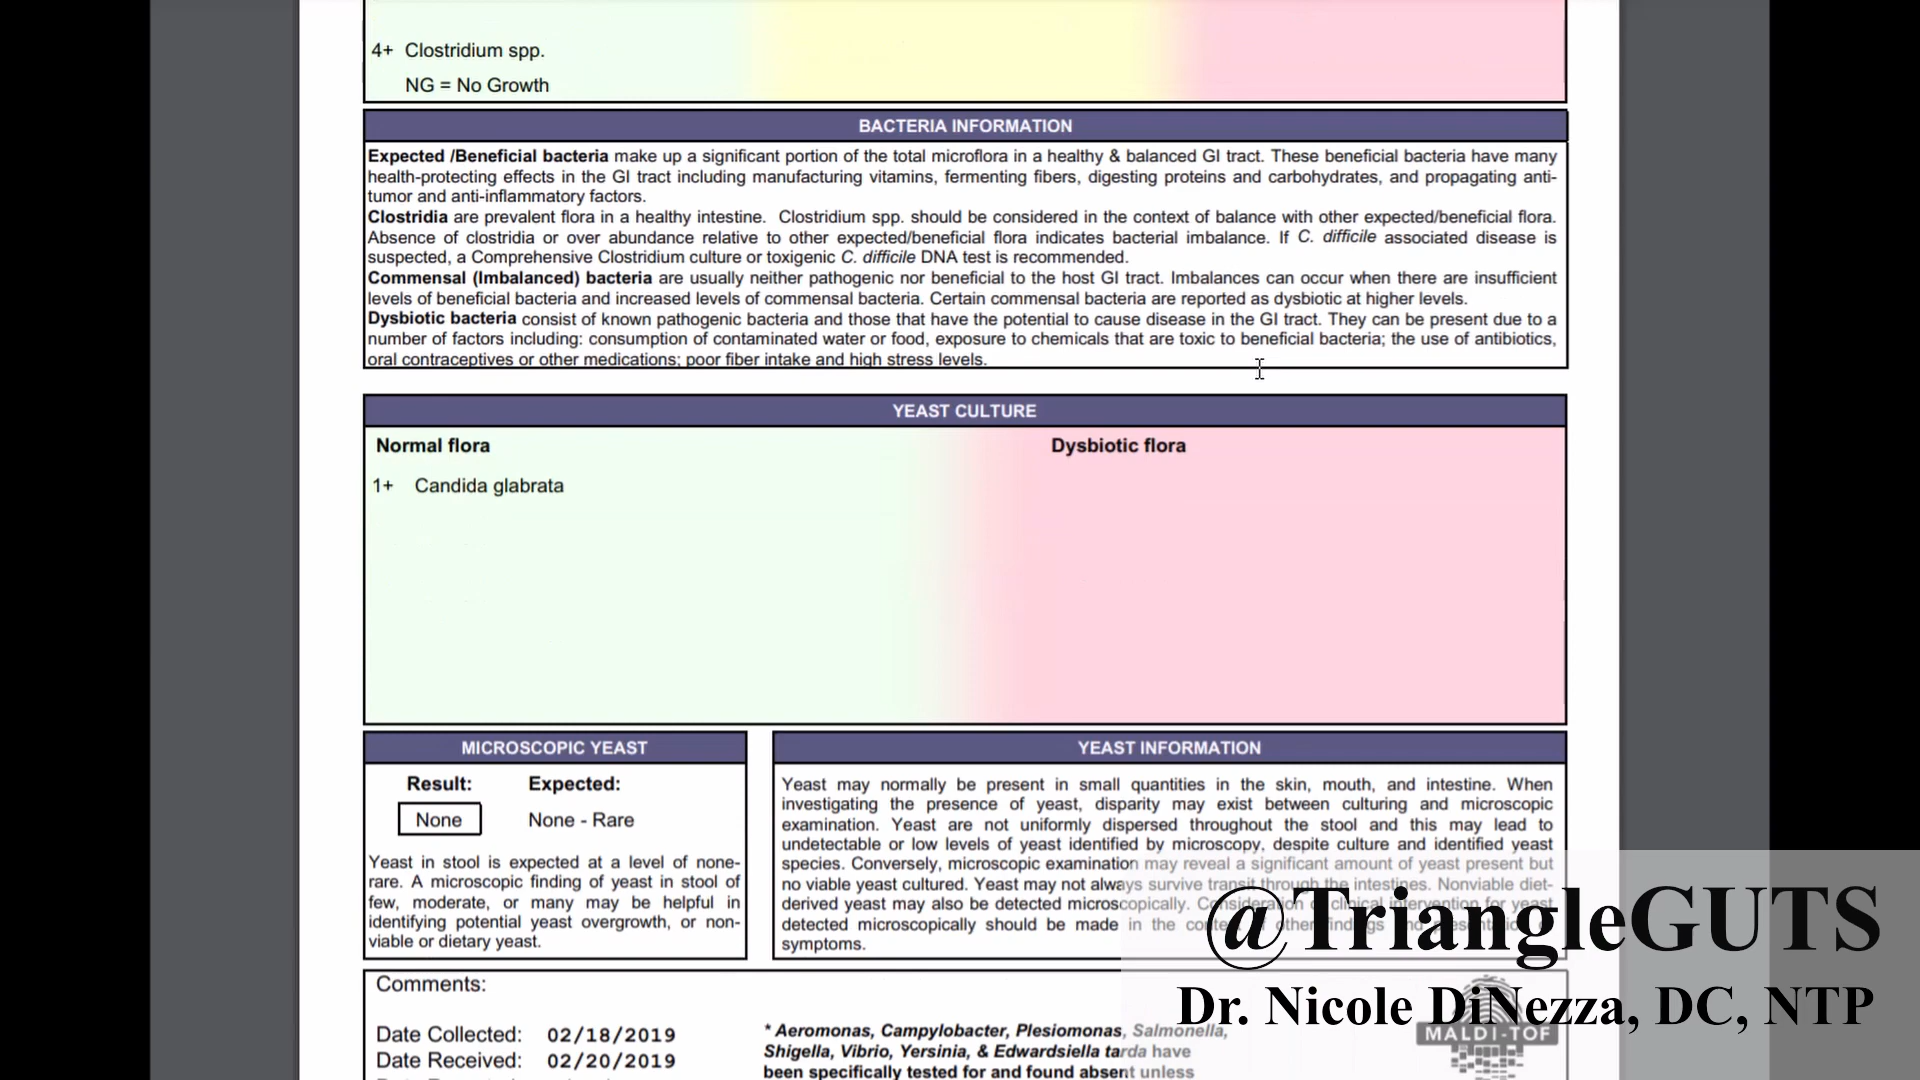 4+ Clostridium spp.
NG = No Growth
BACTERIA INFORMATION
Expected /Beneficial bacteria make up a significant portion of the total microflora in a healthy & balanced GI tract. These beneficial bacteria have many
health-protecting effects in the GI tract including manufacturing vitamins, fermenting fibers, digesting proteins and carbohydrates, and propagating anti-
tumor and anti-inflammatory factors.
Clostridia are prevalent flora in a healthy intestine. Clostridium spp. should be considered in the context of balance with other expected/beneficial flora.
Absence of clostridia or over abundance relative to other expected/beneficial flora indicates bacterial imbalance. If C. difficile associated disease is
suspected, a Comprehensive Clostridium culture or toxigenic C. difficile DNA test is recommended.
Commensal (Imbalanced) bacteria are usually neither pathogenic nor beneficial to the host GI tract. Imbalances can occur when there are insufficient
levels of beneficial bacteria and increased levels of commensal bacteria. Certain commensal bacteria are reported as dysbiotic at higher levels.
Dysbiotic bacteria consist of known pathogenic bacteria and those that have the potential to cause disease in the GI tract. They can be present due to a
number of factors including: consumption of contaminated water or food, exposure to chemicals that are toxic to beneficial bacteria; the use of antibiotics,
oral contraceptives or other medications; poor fiber intake and high stress levels.
YEAST CULTURE
Normal flora
Dysbiotic flora
1+ Candida glabrata
MICROSCOPIC YEAST
Result: Expected:
None None - Rare
Yeast in stool is expected at a level of none-
rare. A microscopic finding of yeast in stool of
few, moderate, or many may be helpful in
identifying potential yeast overgrowth, or non-
viable or dietary yeast.
YEAST INFORMATION
Yeast may normally be present in small quantities in the skin, mouth, and intestine. When
investigating the presence of yeast, disparity may exist between culturing and microscopic
examination. Yeast are not uniformly dispersed throughout the stool and this may lead to
undetectable or low levels of yeast identified by microscopy, despite culture and identified yeast
species. Conversely, microscopic examination may reveal a significant amount of yeast present but
no viable yeast cultured. Yeast may not always survive transit through the intestines. Nonviable diet-
derived yeast may also be detected microscopically. Consideration of clinical intervention for yeast
detected microscopically should be made in the context of other findings and
symptoms.
Comments:
Date Collected: 02/18/2019
Date Received: 02/20/2019
* Aeromonas, Campylobacter, Plesiomonas, Salmonella,
Shigella, Vibrio, Yersinia, & Edwardsiella tarda have
been specifically tested for and found absent unless
MALDI-TOF
@TriangleGUTS
Dr. Nicole DiNezza, DC, NTP